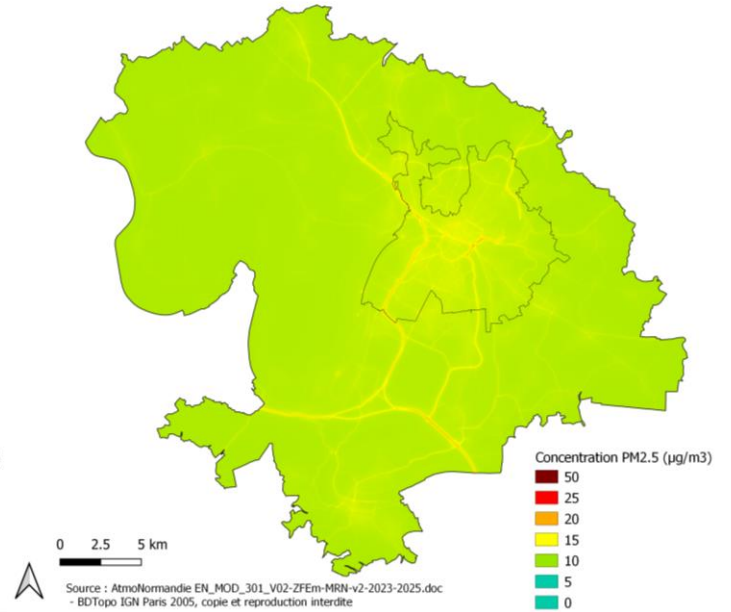 Concentration PM2.5 (µg/m3)
50
25
20
15
10
5
0
0 2.5 5 km
Source : AtmoNormandie EN_MOD_301_V02-ZFEm-MRN-v2-2023-2025.doc
- BDTopo IGN Paris 2005, copie et reproduction interdite